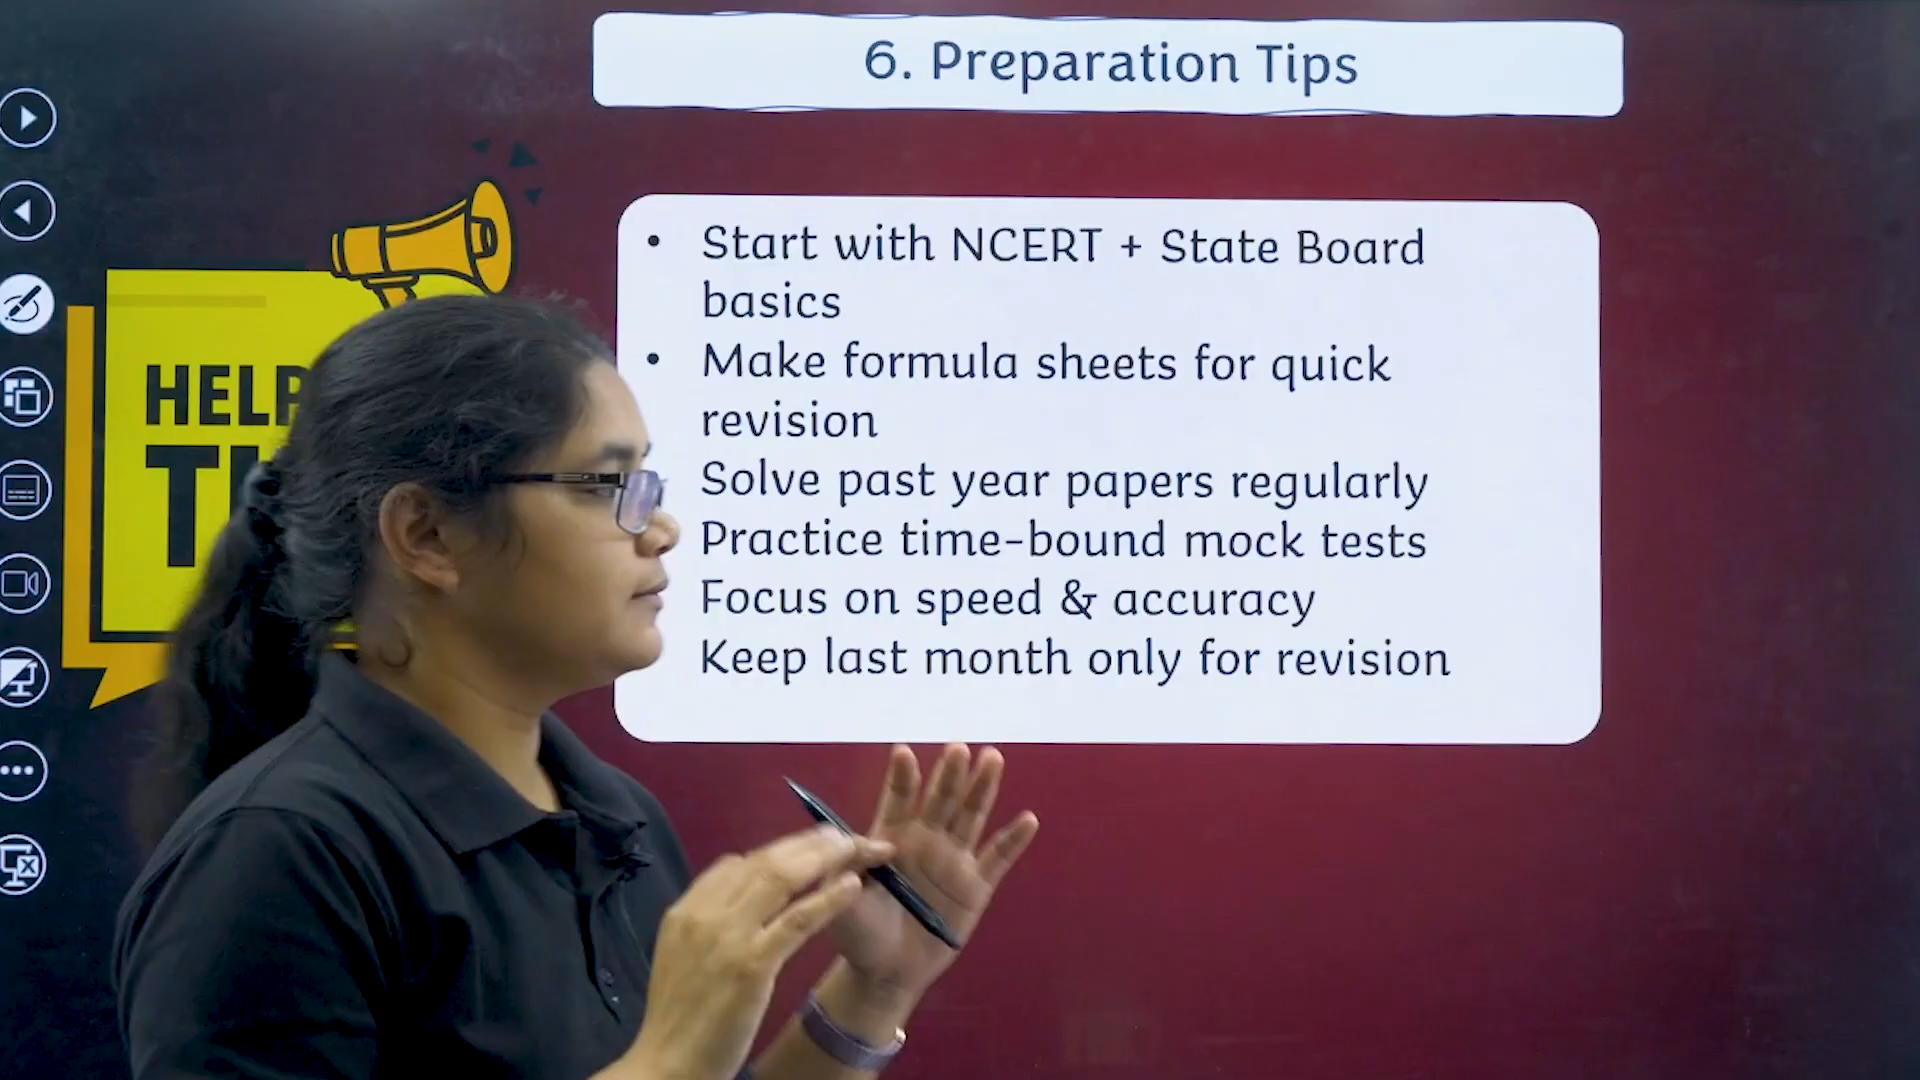 6. Preparation Tips
• Start with NCERT + State Board
basics
• Make formula sheets for quick
revision
Solve past year papers regularly
Practice time-bound mock tests
Focus on speed & accuracy
Keep last month only for revision
HELP